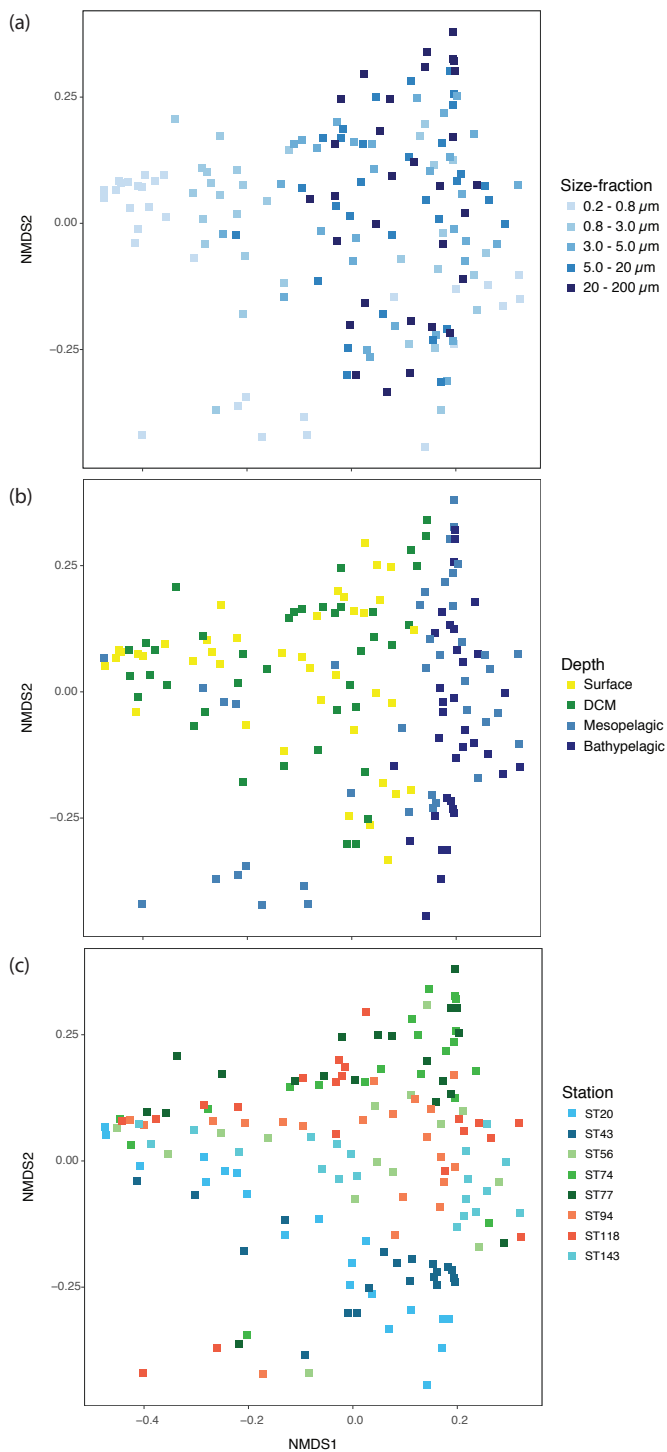 (a)
0.25
0.00
−0.25
NMDS2
Size-fraction
0.2 - 0.8 µm
0.8 - 3.0 µm
3.0 - 5.0 µm
5.0 - 20 µm
20 - 200 µm
(b)
0.25
0.00
−0.25
NMDS2
Depth
Surface
DCM
Mesopelagic
Bathypelagic
(c)
0.25
0.00
−0.25
NMDS2
Station
ST20
ST43
ST56
ST74
ST77
ST94
ST118
ST143
−0.4 −0.2 0.0 0.2
NMDS1